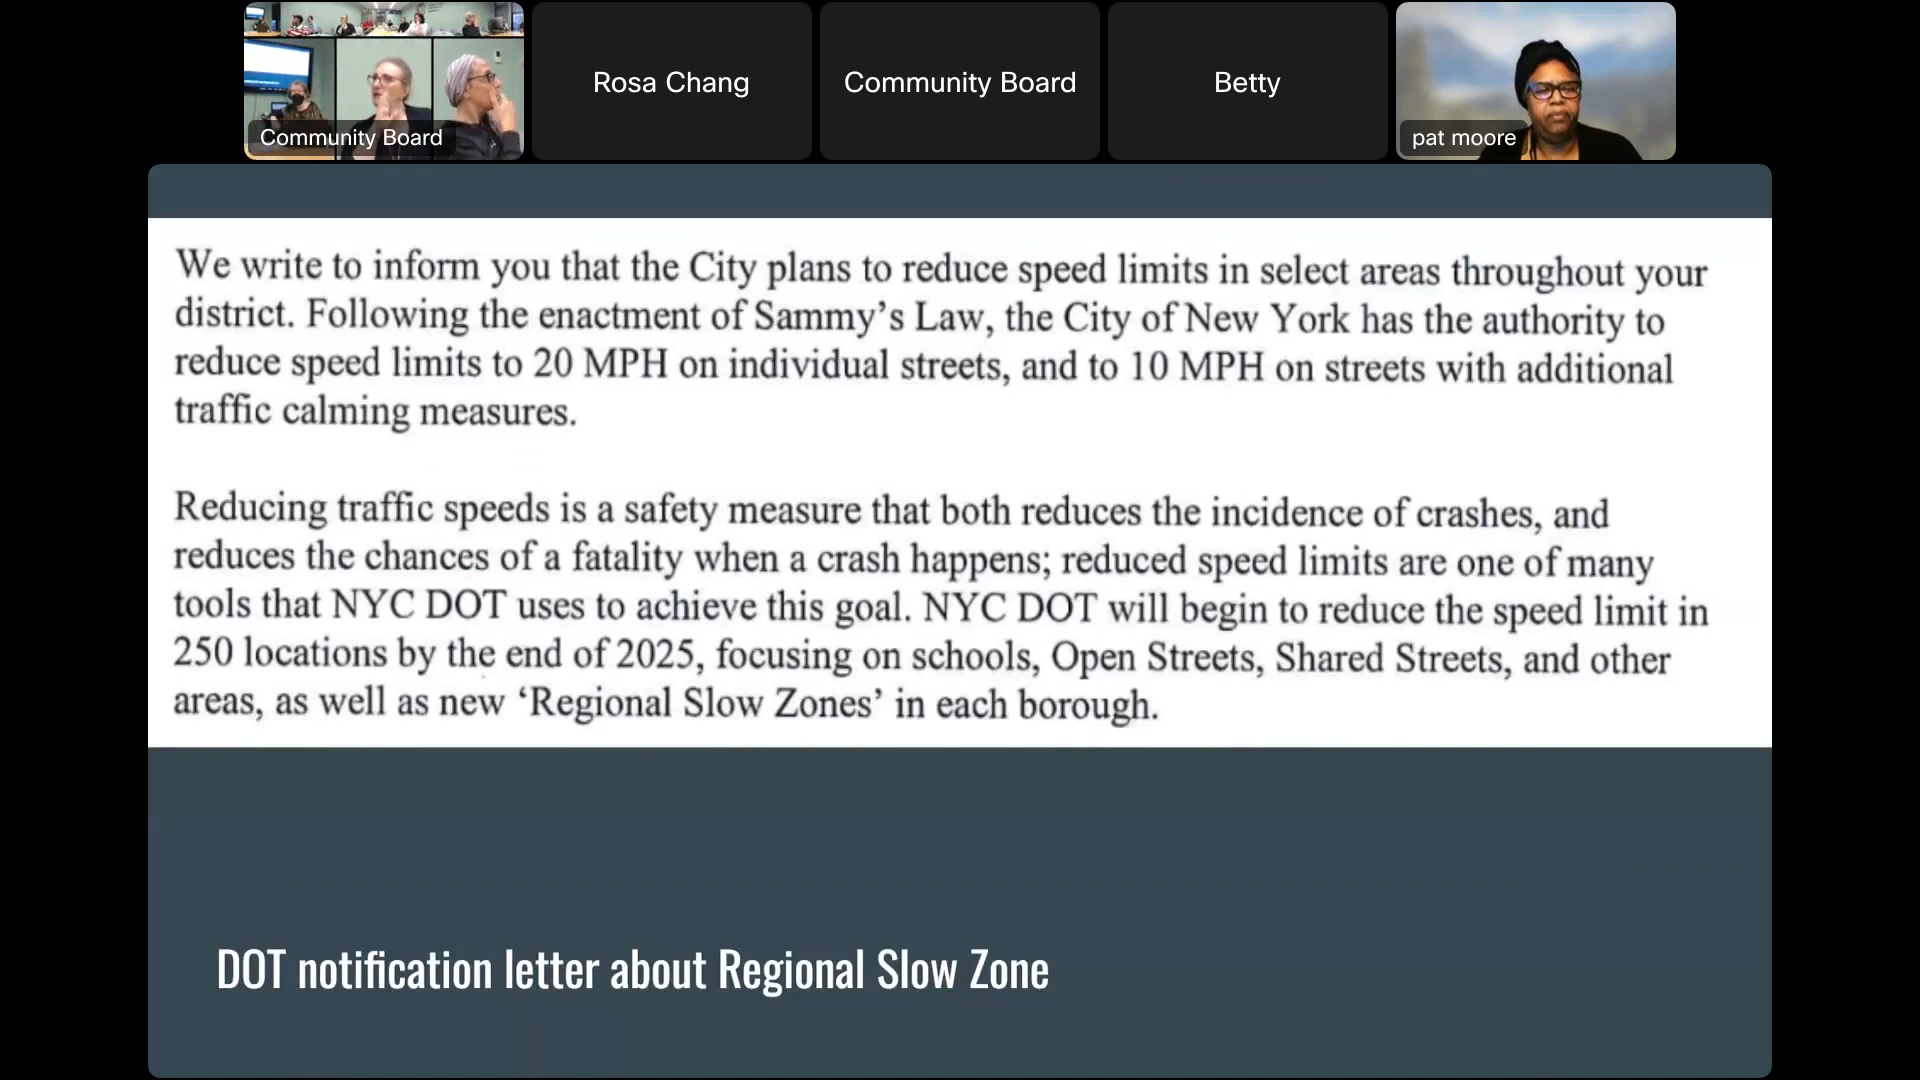 Community Board
Rosa Chang
Community Board
Betty
pat moore
We write to inform you that the City plans to reduce speed limits in select areas throughout your
district. Following the enactment of Sammy’s Law, the City of New York has the authority to
reduce speed limits to 20 MPH on individual streets, and to 10 MPH on streets with additional
traffic calming measures.
Reducing traffic speeds is a safety measure that both reduces the incidence of crashes, and
reduces the chances of a fatality when a crash happens; reduced speed limits are one of many
tools that NYC DOT uses to achieve this goal. NYC DOT will begin to reduce the speed limit in
250 locations by the end of 2025, focusing on schools, Open Streets, Shared Streets, and other
areas, as well as new ‘Regional Slow Zones’ in each borough.
DOT notification letter about Regional Slow Zone